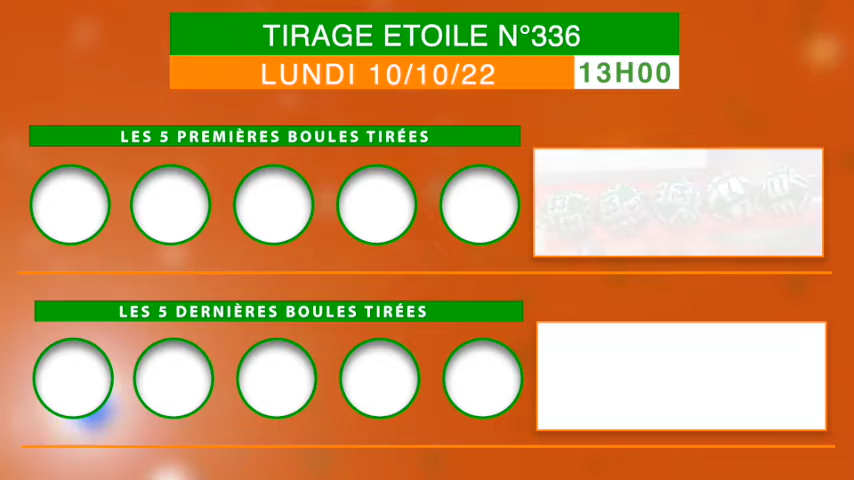 TIRAGE ETOILE N°336
LUNDI 10/10/22 13H00
LES 5 PREMIÈRES BOULES TIRÉES
LES 5 DERNIÈRES BOULES TIRÉES